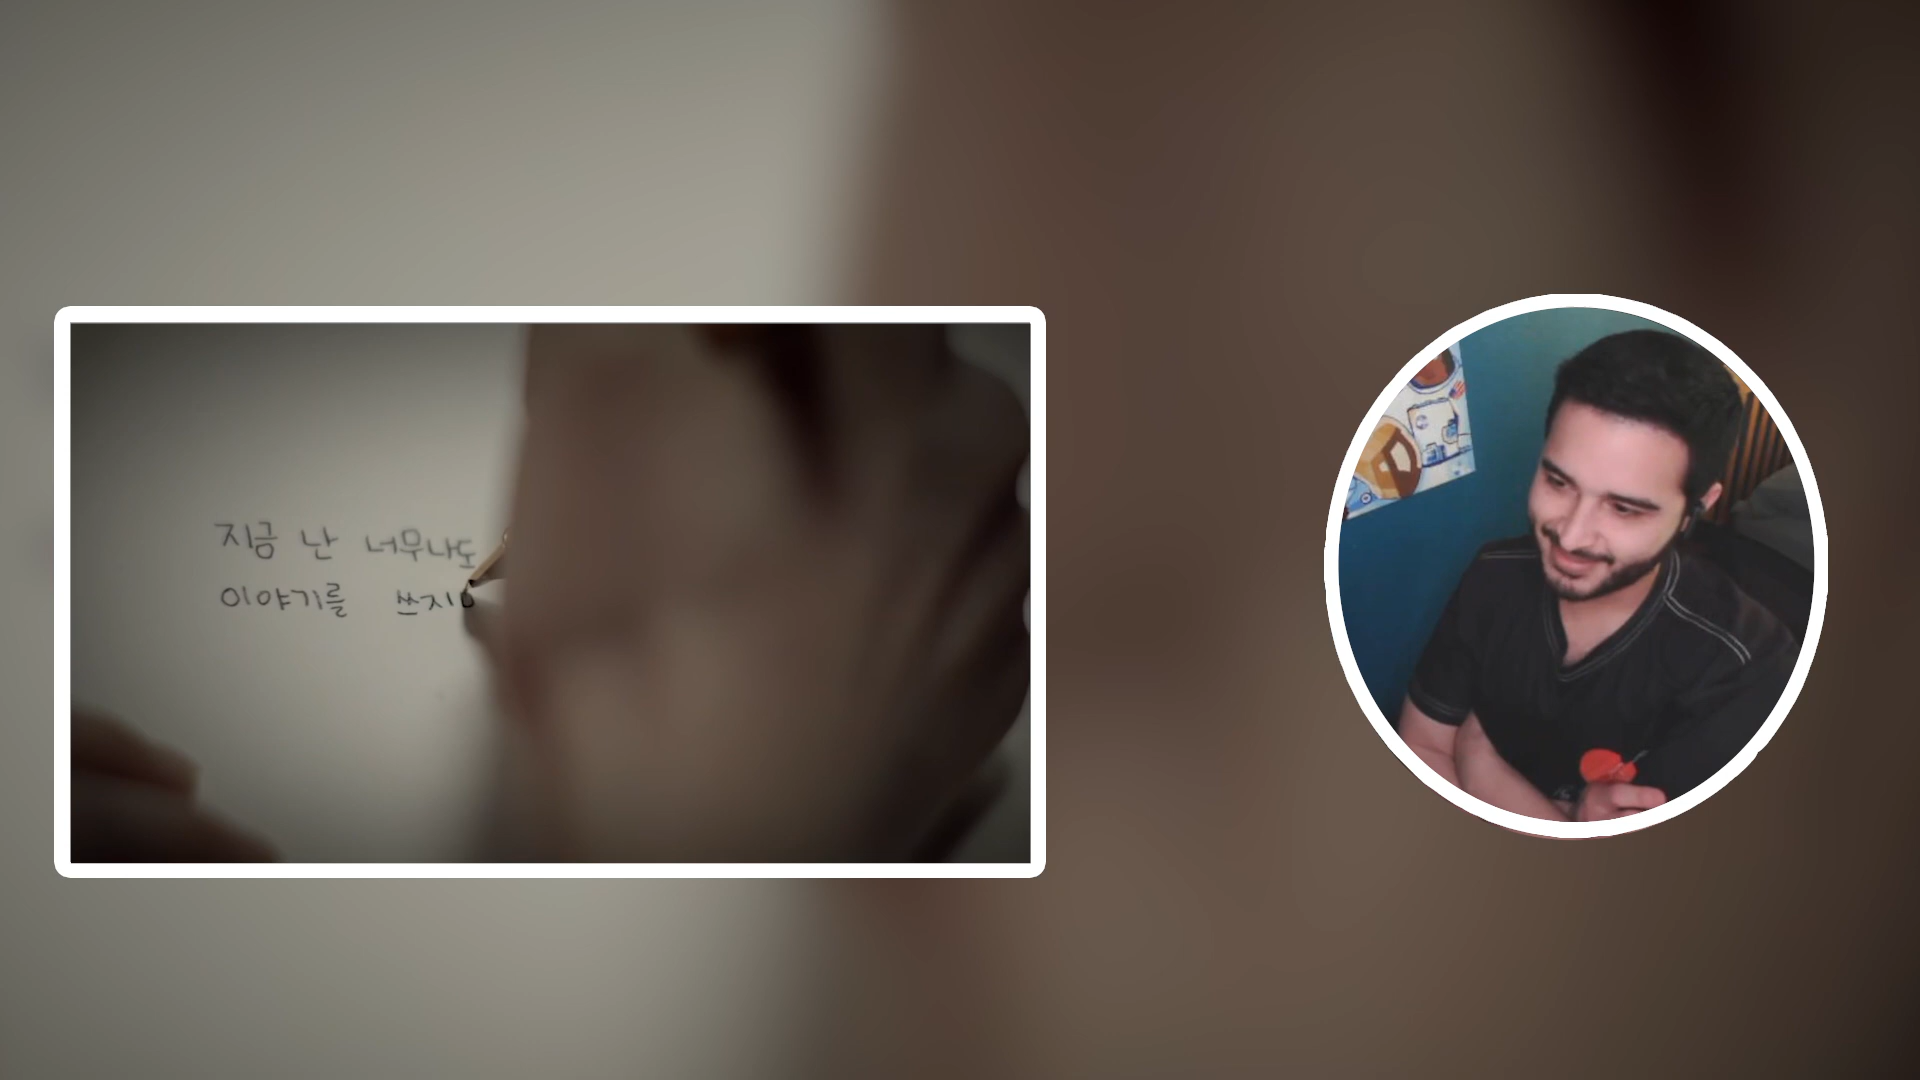 지금 난 너무나도
이야기를 쓰지